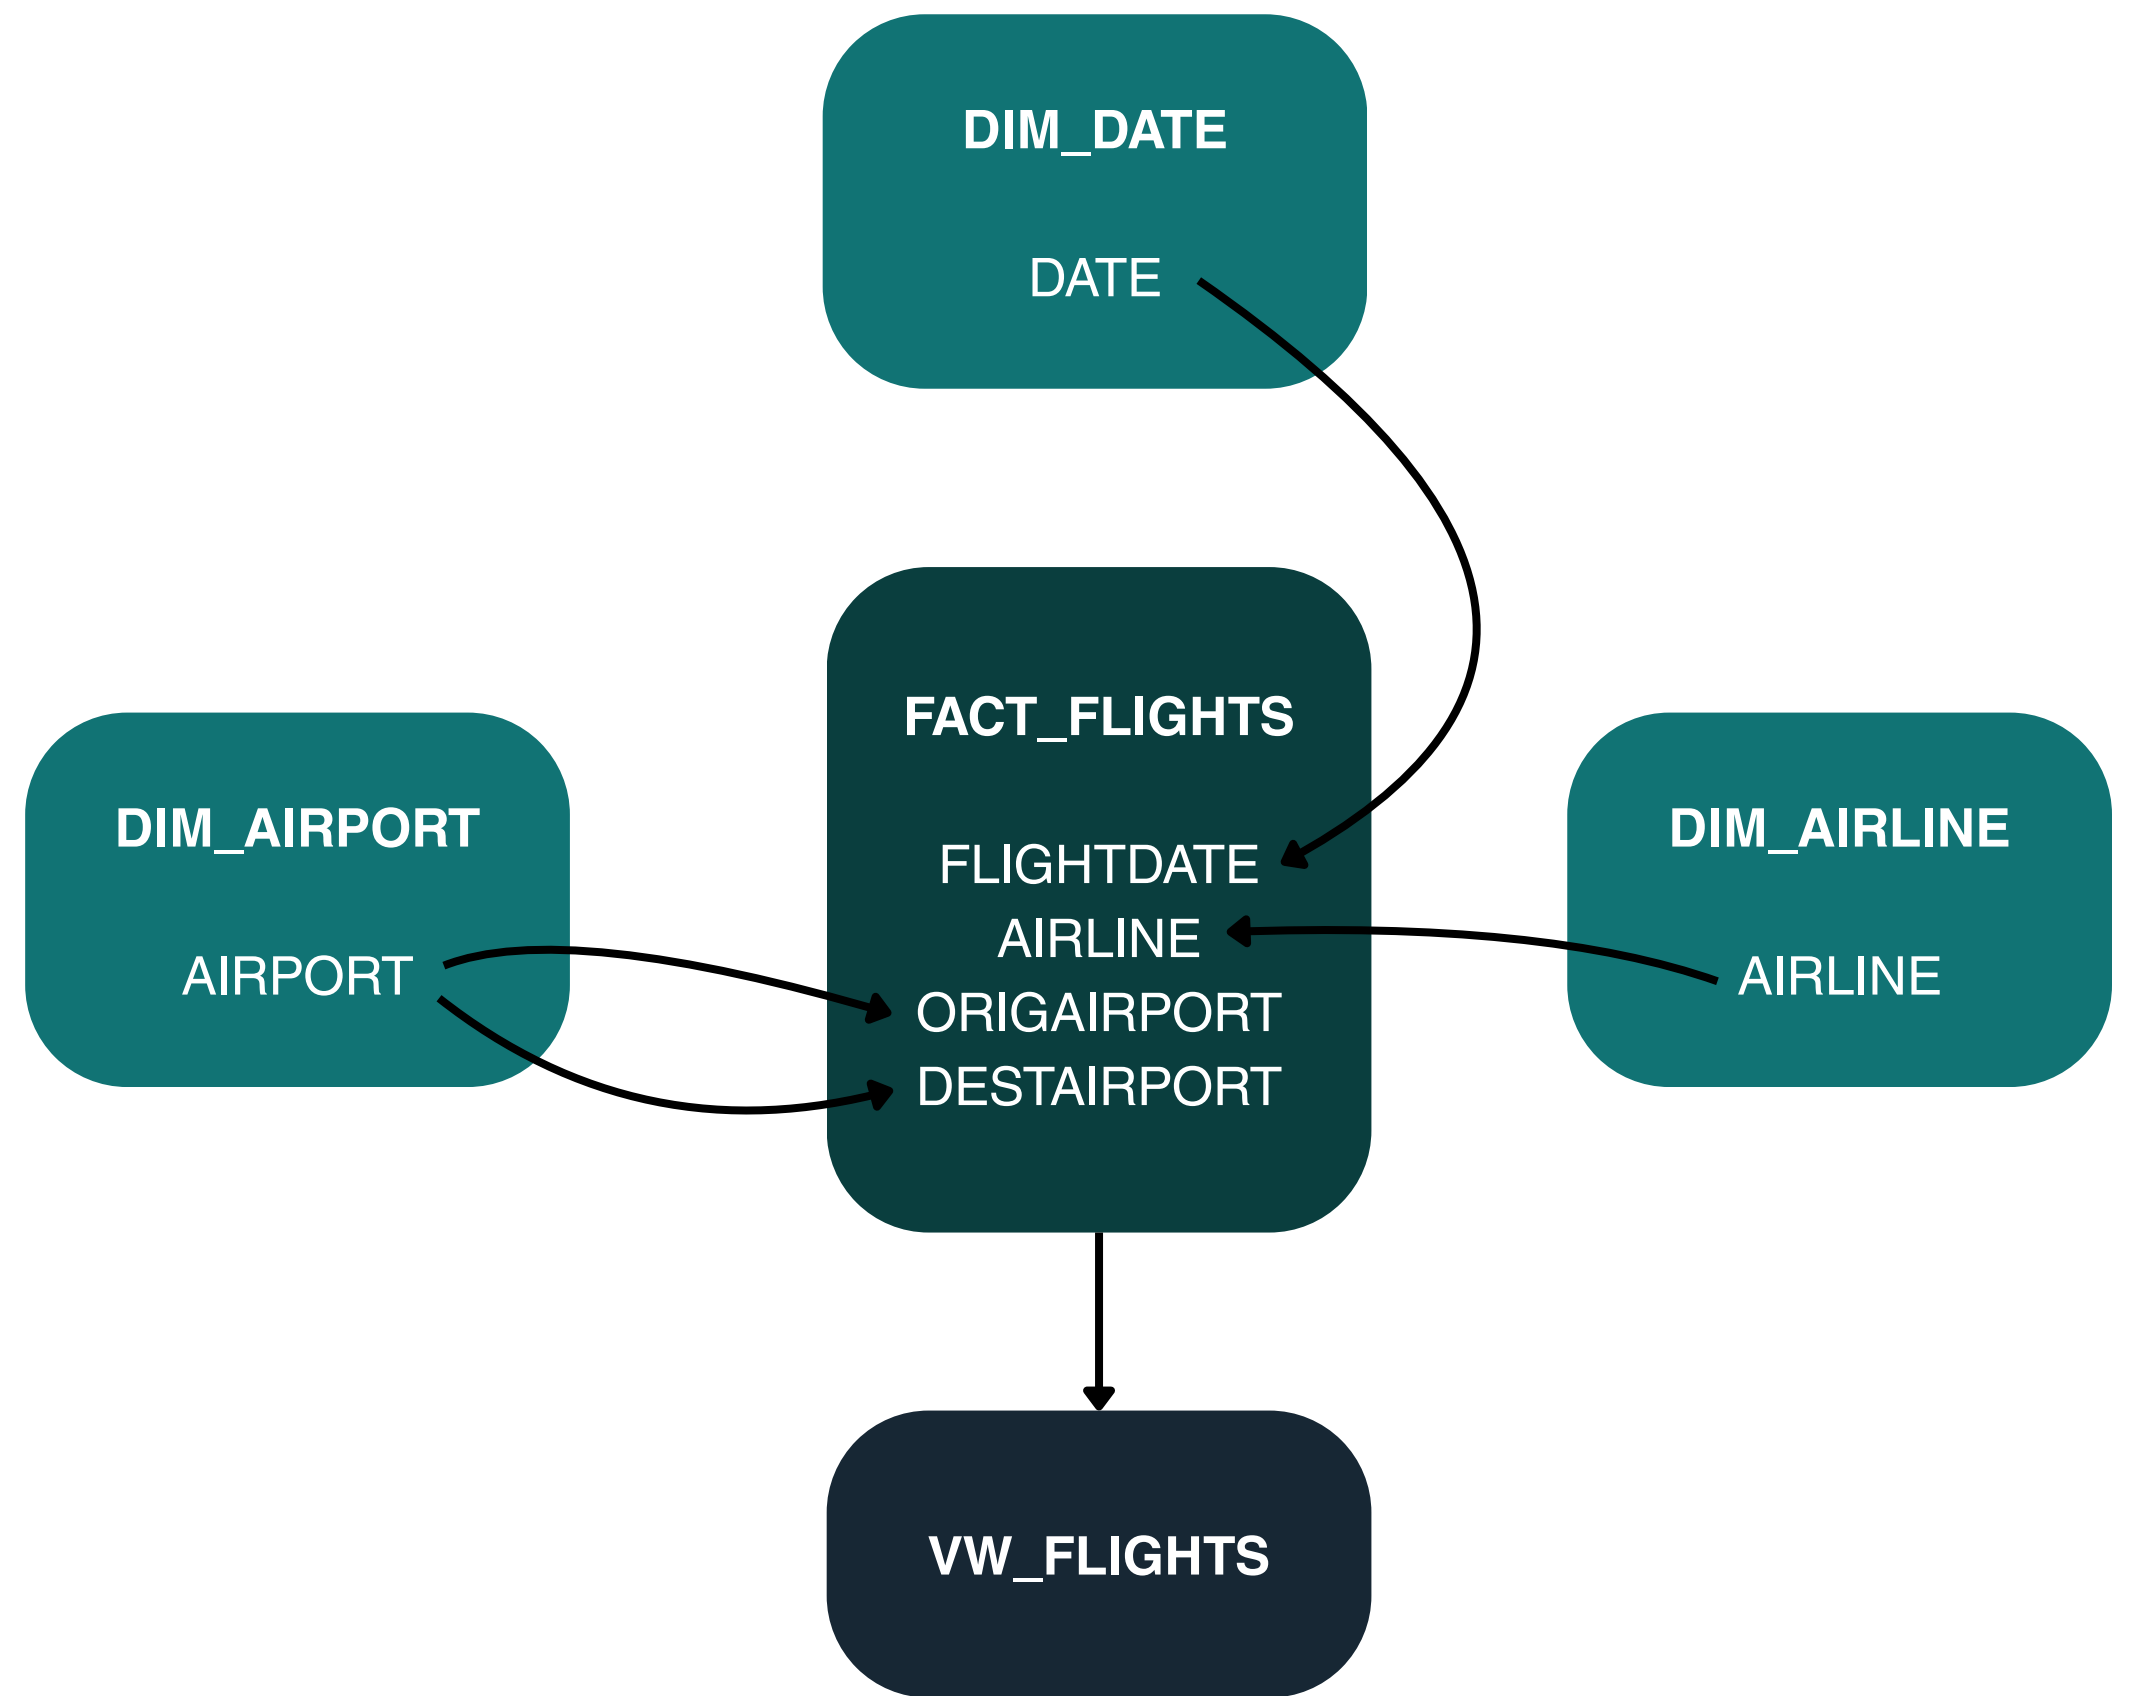 DIM_DATE
DATE
FACT_FLIGHTS
FLIGHTDATE
AIRLINE
ORIGAIRPORT
DESTAIRPORT
DIM_AIRPORT
AIRPORT
DIM_AIRLINE
AIRLINE
VW_FLIGHTS